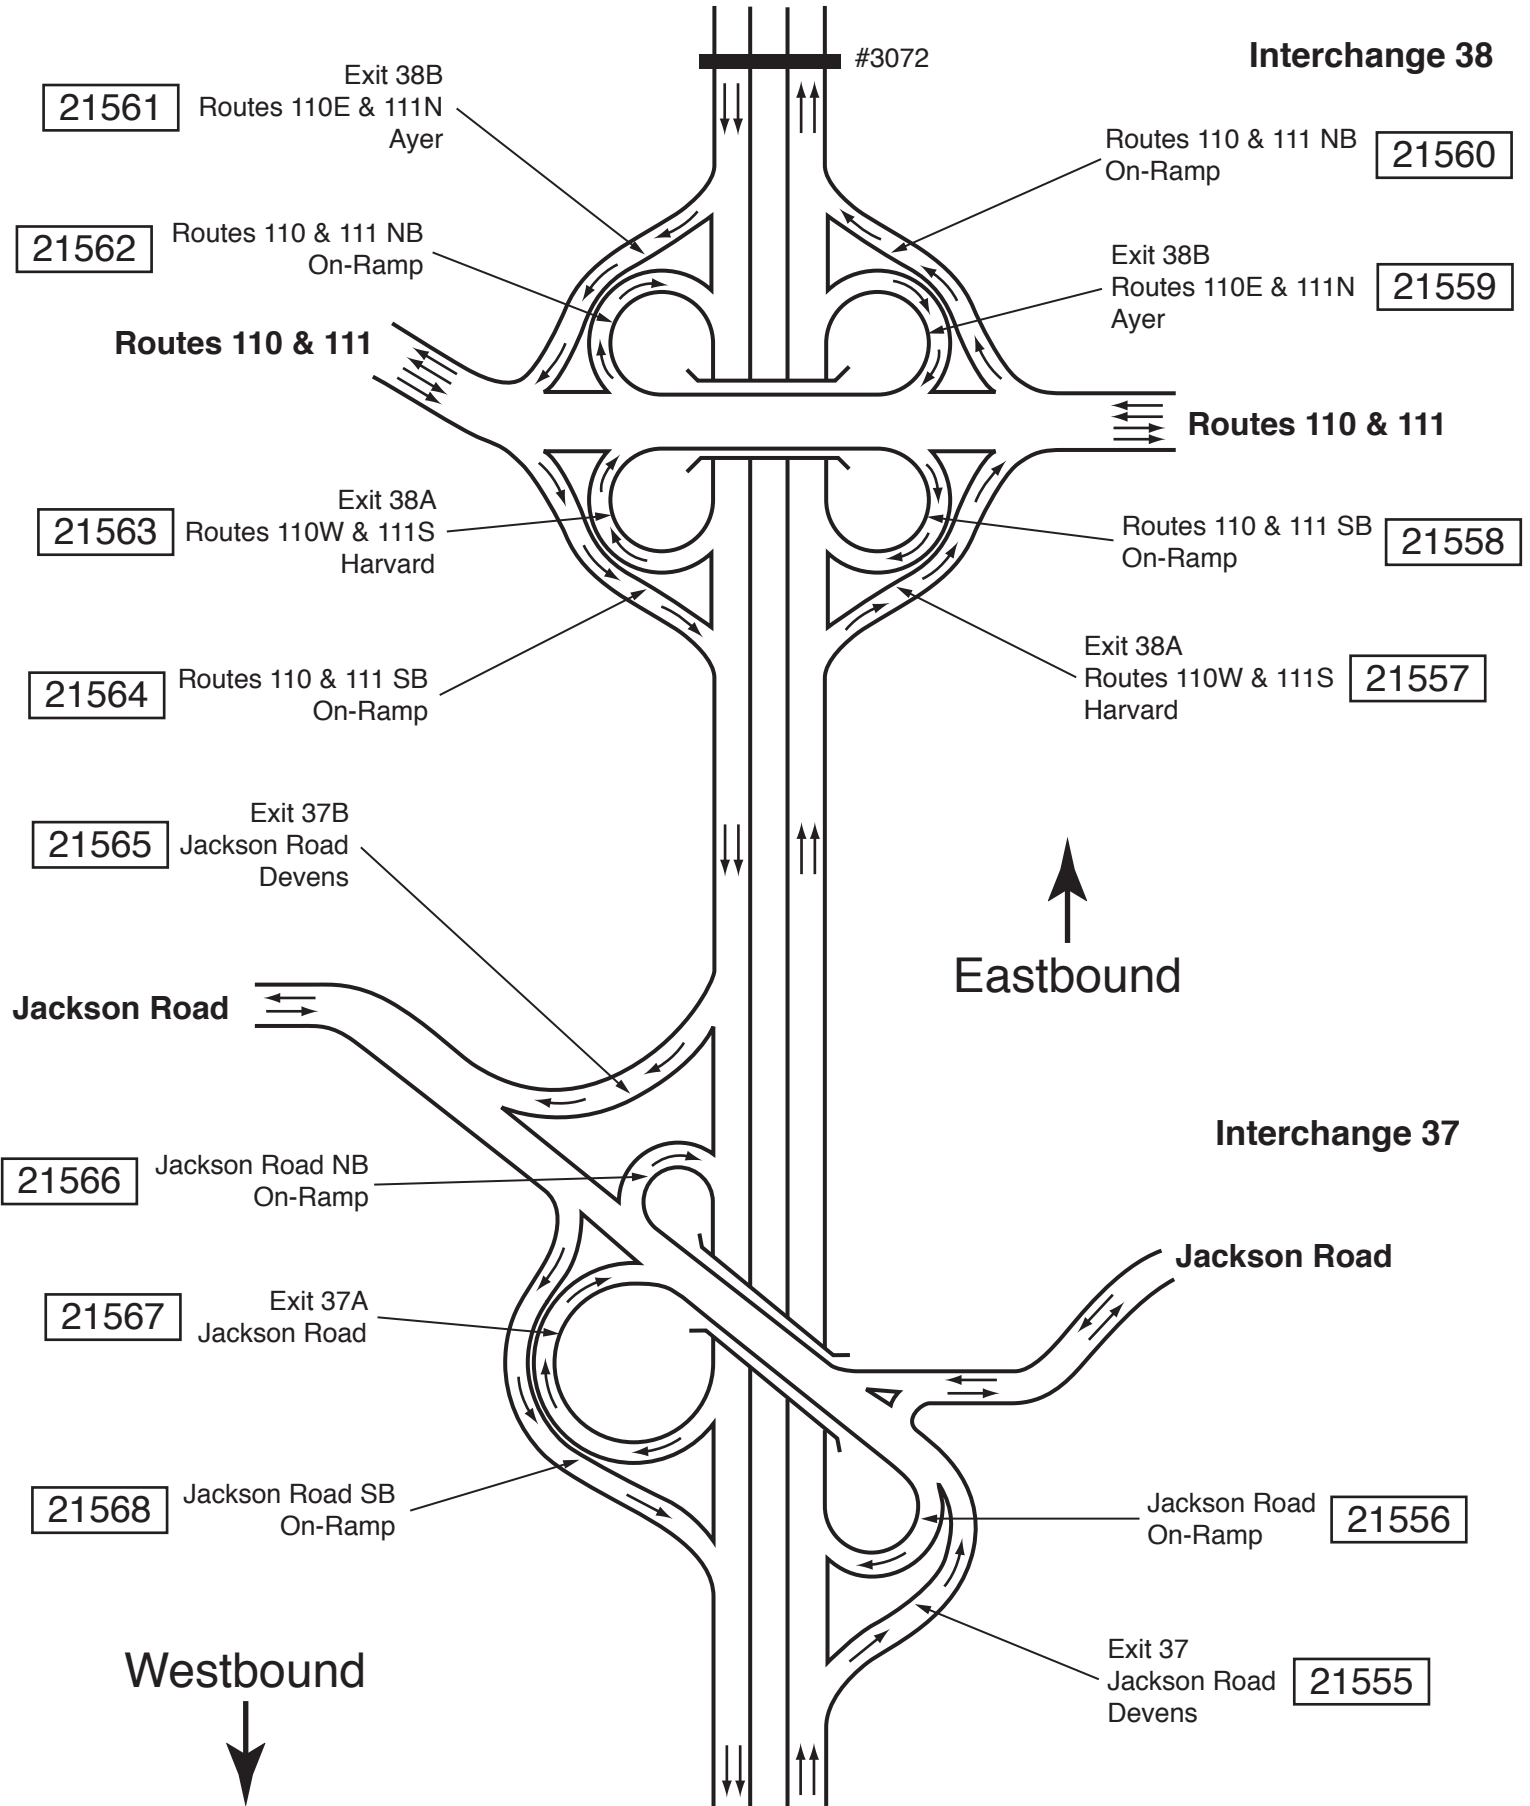 #3072
Interchange 38
Exit 38B
Routes 110E & 111N
Ayer
21561
Routes 110 & 111 NB
On-Ramp
21560
Routes 110 & 111 NB
On-Ramp
21562
Exit 38B
Routes 110E & 111N
Ayer
21559
Routes 110 & 111
Routes 110 & 111
Exit 38A
Routes 110W & 111S
Harvard
21563
Routes 110 & 111 SB
On-Ramp
21558
Exit 38A
Routes 110W & 111S
Harvard
21557
Routes 110 & 111 SB
On-Ramp
21564
Exit 37B
Jackson Road
Devens
21565
Eastbound
Jackson Road
Interchange 37
Jackson Road NB
On-Ramp
21566
Jackson Road
Exit 37A
Jackson Road
21567
Jackson Road SB
On-Ramp
21568
Jackson Road
On-Ramp
21556
Exit 37
Jackson Road
Devens
21555
Westbound